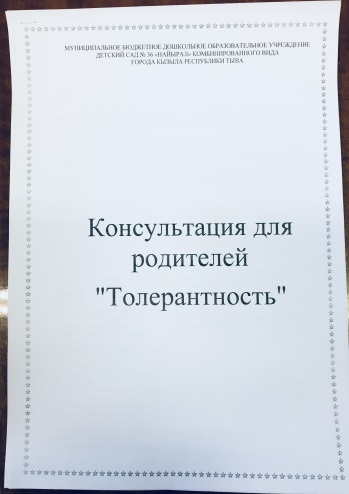 МУНИЦИПАЛЬНОЕ БЮДЖЕТНОЕ ДОШКОЛЬНОЕ ОБРАЗОВАТЕЛЬНОЕ УЧРЕЖДЕНИЕ
ДЕТСКИЙ САД № 36 «НАЙЫРАЛ» КОМБИНИРОВАННОГО ВИДА
ГОРОДА КЫЗЫЛА РЕСПУБЛИКИ ТЫВА
Консультация для
родителей
"Толерантность"